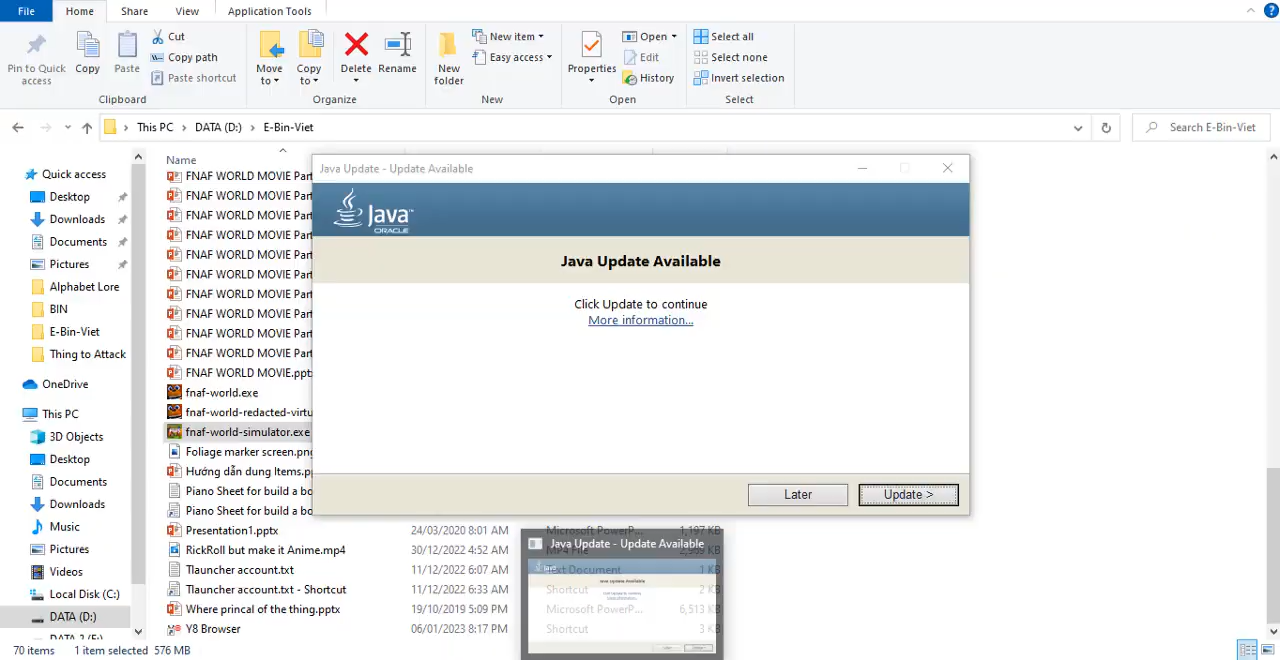 File
Home
Share
View
Application Tools
Pin to Quick access
Copy
Paste
Cut
Copy path
Paste shortcut
Clipboard
Move to
Copy to
Delete
Rename
Organize
New folder
New item
Easy access
New
Properties
Open
Edit
History
Open
Select all
Select none
Invert selection
Select
This PC > DATA (D:) > E-Bin-Viet
Search E-Bin-Viet
Quick access
Desktop
Downloads
Documents
Pictures
Alphabet Lore
BIN
E-Bin-Viet
Thing to Attack
OneDrive
This PC
3D Objects
Desktop
Documents
Downloads
Music
Pictures
Videos
Local Disk (C:)
DATA (D:)
DATA 2 (E:)
Name
FNAF WORLD MOVIE Part
FNAF WORLD MOVIE Part
FNAF WORLD MOVIE Part
FNAF WORLD MOVIE Part
FNAF WORLD MOVIE Part
FNAF WORLD MOVIE Part
FNAF WORLD MOVIE Part
FNAF WORLD MOVIE Part
FNAF WORLD MOVIE Part
FNAF WORLD MOVIE Part
FNAF WORLD MOVIE.pptx
fnaf-world.exe
fnaf-world-redacted-virtu
fnaf-world-simulator.exe
Foliage marker screen.png
Hướng dẫn dung Items.pp
Piano Sheet for build a bo
Piano Sheet for build a bo
Presentation1.pptx 24/03/2020 8:01 AM Microsoft PowerP... 1,197 KB
RickRoll but make it Anime.mp4 30/12/2022 4:52 AM MP4 File
Tlauncher account.txt 11/12/2022 6:07 AM Text Document 1 KB
Tlauncher account.txt - Shortcut 11/12/2022 6:33 AM Shortcut 2 KB
Where princal of the thing.pptx 19/10/2019 5:09 PM Microsoft PowerP... 6,513 KB
Y8 Browser 06/01/2023 8:17 PM Shortcut 3 KB
Java Update - Update Available
Java™
ORACLE
Java Update Available
Click Update to continue
More information...
Later
Update >
Java Update - Update Available
Java Update Available
70 items 1 item selected 576 MB